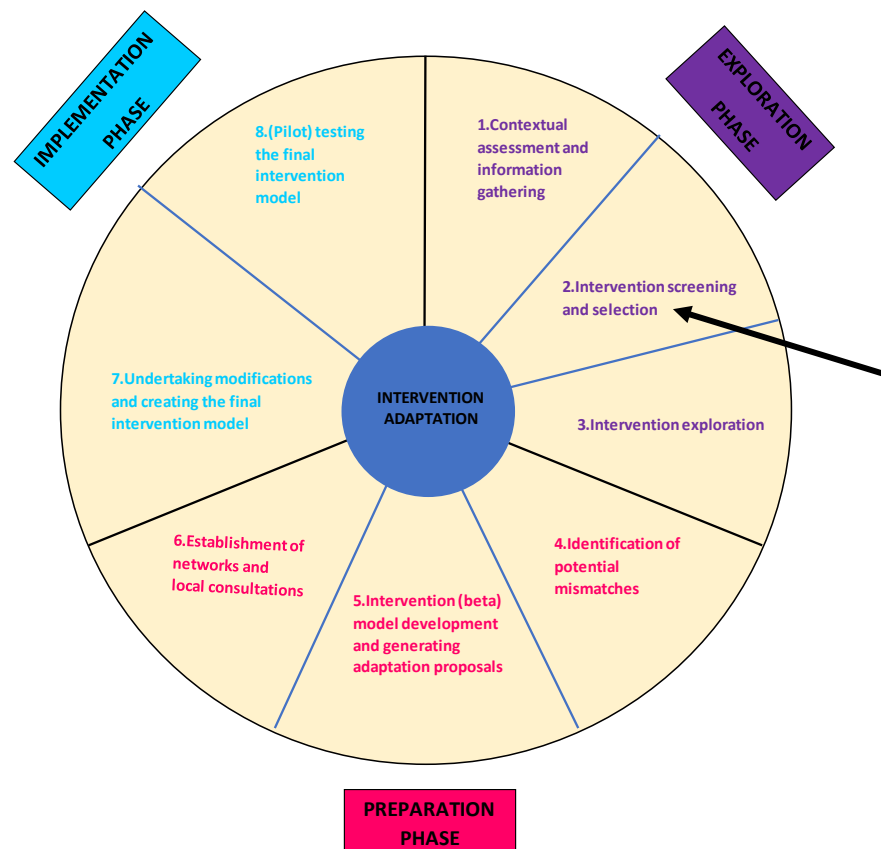 IMPLEMENTATION
PHASE
EXPLORATION
PHASE
8.(Pilot) testing
the final
intervention
model
1.Contextual
assessment and
information
gathering
2.Intervention screening
and selection
7.Undertaking modifications
and creating the final
intervention model
INTERVENTION
ADAPTATION
3.Intervention exploration
6.Establishment of
networks and
local consultations
4.Identification of
potential
mismatches
5.Intervention (beta)
model development
and generating
adaptation proposals
PREPARATION
PHASE